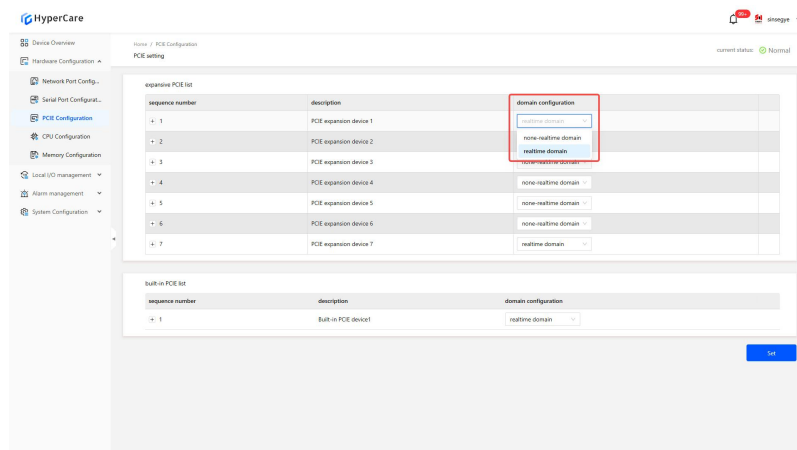 HyperCare
99+
sinsegye
Device Overview
Hardware Configuration
Network Port Config...
Serial Port Configurat...
PCIE Configuration
CPU Configuration
Memory Configuration
Local I/O management
Alarm management
System Configuration
Home / PCIE Configuration
PCIE setting
current status: Normal
expansive PCIE list
sequence number description domain configuration
1 PCIE expansion device 1 realtime domain
none-realtime domain
realtime domain
2 PCIE expansion device 2
3 PCIE expansion device 3 none-realtime domain
4 PCIE expansion device 4 none-realtime domain
5 PCIE expansion device 5 none-realtime domain
6 PCIE expansion device 6 none-realtime domain
7 PCIE expansion device 7 realtime domain
built-in PCIE list
sequence number description domain configuration
1 Built-in PCIE device1 realtime domain
Set